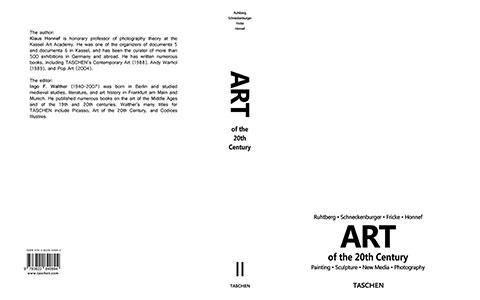 The author:
Klaus Honnef is honorary professor of photography theory at the
Kassel Art Academy. He was one of the organizers of documenta 5
and documenta 6 in Kassel, and has been the curator of more than
500 exhibitions in Germany and abroad. He has written numerous
books, including TASCHEN's Contemporary Art (1988), Andy Warhol
(1989), and Pop Art (2004).
The editor:
Ingo F. Walther (1940-2007) was born in Berlin and studied
medieval studies, literature, and art history in Frankfurt am Main and
Munich. He published numerous books on the art of the Middle Ages
and of the 19th and 20th centuries. Walther's many titles for
TASCHEN include Picasso, Art of the 20th Century, and Codices
Illustres.
www.taschen.com
Ruhrberg
Schneckenburger
Fricke
Honnef
ART
of the
20th
Century
II
TASCHEN
Ruhtberg • Schneckenburger • Fricke • Honnef
ART
of the 20th Century
Painting • Sculpture • New Media • Photography
TASCHEN